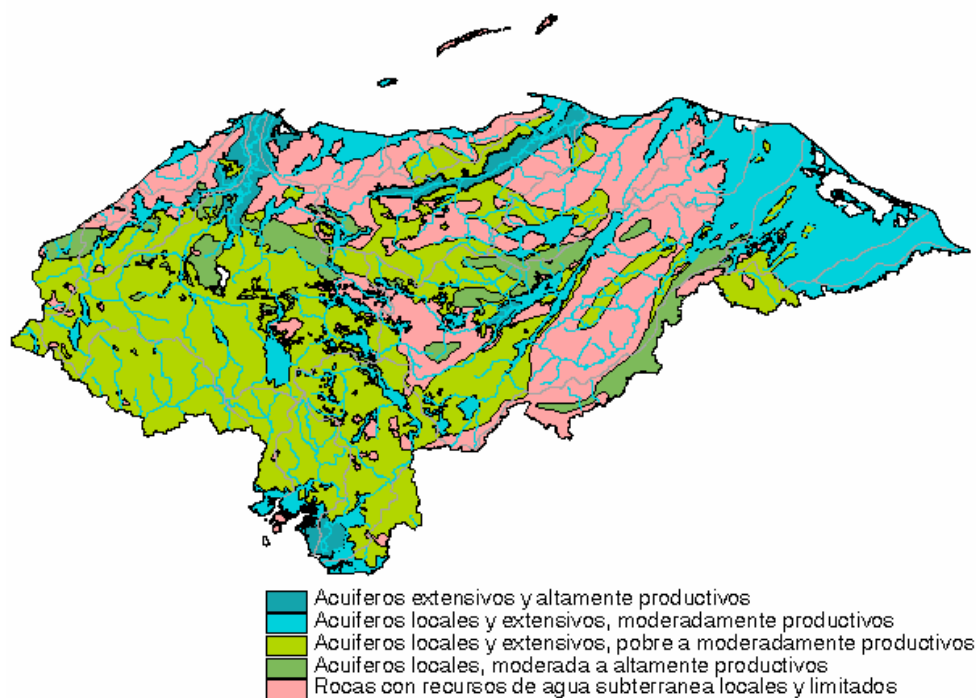 Acuiferos extensivos y altamente productivos
Acuiferos locales y extensivos, moderadamente productivos
Acuiferos locales y extensivos, pobre a moderadamente productivos
Acuiferos locales, moderada a altamente productivos
Rocas con recursos de agua subterranea locales y limitados